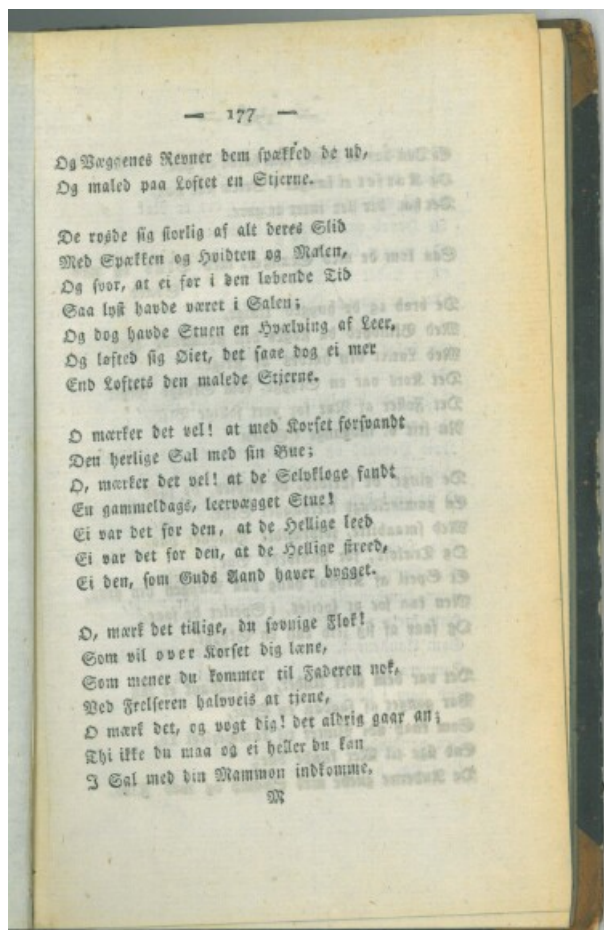 — 177 —
Og Væggenes Revner dem spækked de ud,
Og maled paa Loftet en Stjerne.
De rosde sig storlig af alt deres Slid
Med Spækken og Hvidten og Malen,
Og svor, at ei før i den løbende Tid
Saa lyst havde været i Salen;
Og dog havde Stuen en Hvælving af Leer,
Og løfted sig Øiet, det saae dog ei mer
End Loftets den malede Stjerne.
O mærker det vel! at med Korset forsvandt
Den herlige Sal med sin Bue;
O, mærker det vel! at de Selvkloge fandt
En gammeldags, leervægget Stue!
Ei var det for den, at de Hellige leed
Ei var det for den, at de Hellige streed,
Ei den, som Guds Aand haver bygget.
O, mærk det tillige, du søvnige Flok!
Som vil over Korset dig læne,
Som mener du kommer til Faderen nok,
Ved Frelseren halvveis at tjene,
O mærk det, og vogt dig! det aldrig gaar an;
Thi ikke du maa og ei heller du kan
I Sal med din Mammon indkomme.
M